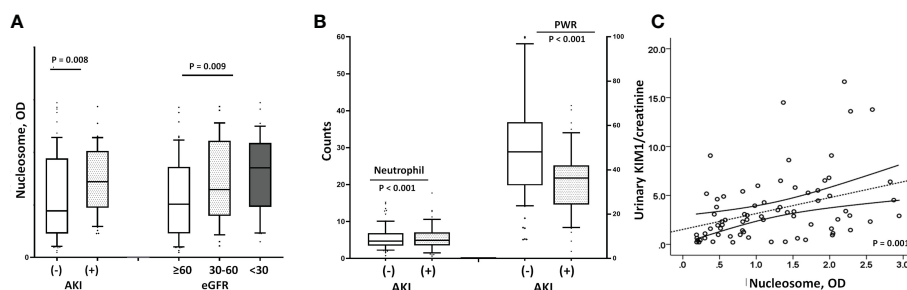 A
P = 0.008
P = 0.009
Nucleosome, OD
(-) (+)
AKI
≥60 30-60 <30
eGFR
B
60
50
40
30
20
10
0
Counts
Neutrophil
P < 0.001
PWR
P < 0.001
100
80
60
40
20
0
(-) (+)
AKI
(-) (+)
AKI
C
20.0
15.0
10.0
5.0
.0
Urinary KIM1/creatinine
P = 0.001
.0 .5 1.0 1.5 2.0 2.5 3.0
Nucleosome, OD